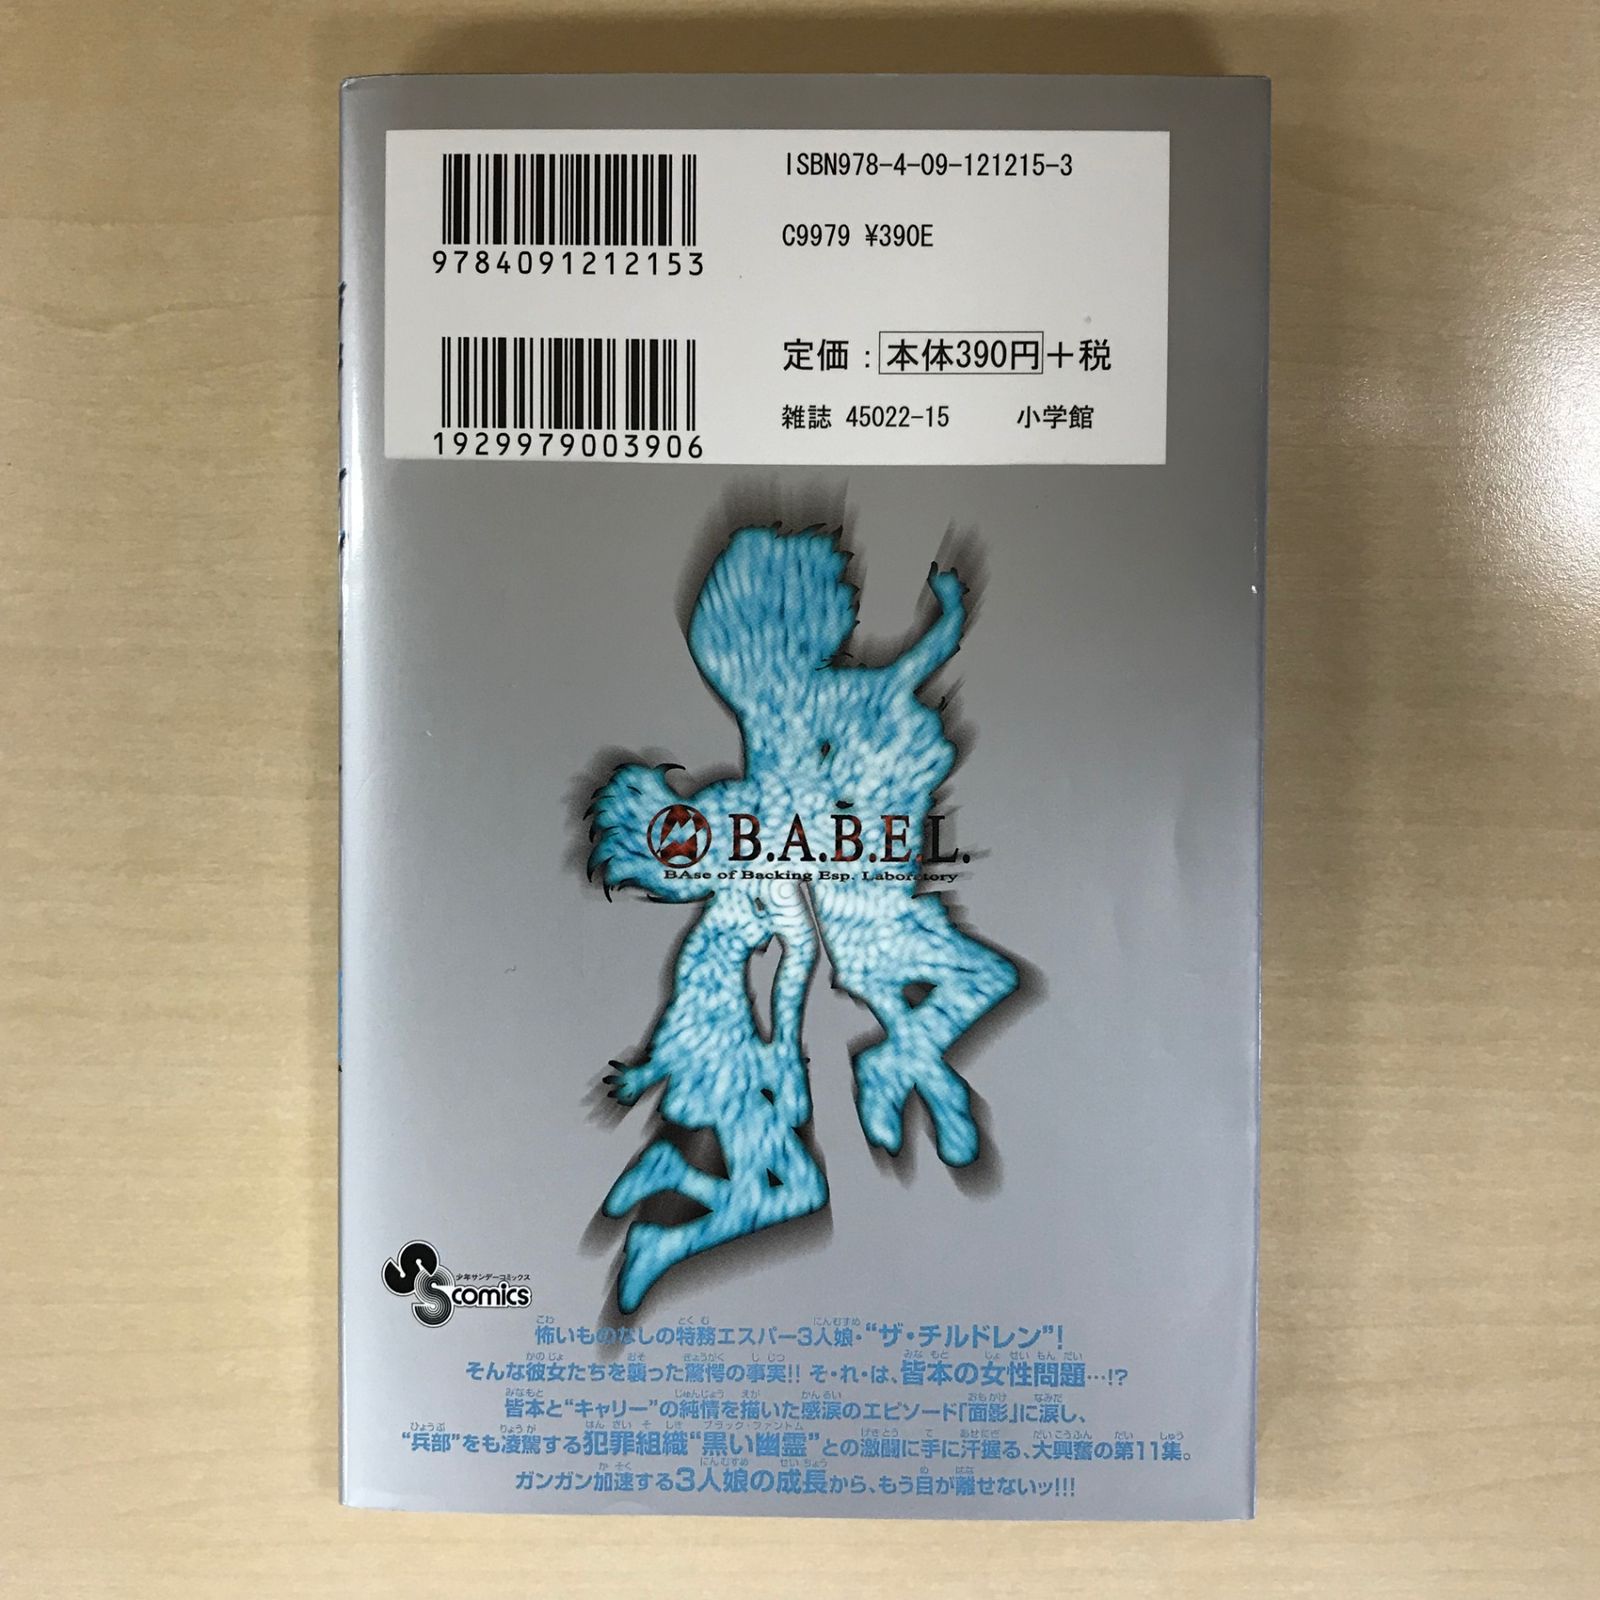 ISBN978-4-09-121215-3
C9979 ¥390E
9784091212153
定価：本体390円＋税
雑誌 45022-15 小学館
1929979003906
B.A.B.E.L.
BAse of Backing Esp. Laboretory
少年サンデーコミックス
SS comics
怖いものなしの特務エスパー3人娘・“ザ・チルドレン”！
そんな彼女たちを襲った驚愕の事実!! そ・れ・は、皆本の女性問題…!?
皆本と“キャリー”の純情を描いた感涙のエピソード「面影」に涙し、
“兵部”をも凌駕する犯罪組織“黒い幽霊”との激闘に手に汗握る、大興奮の第11集。
ガンガン加速する3人娘の成長から、もう目が離せないッ!!!